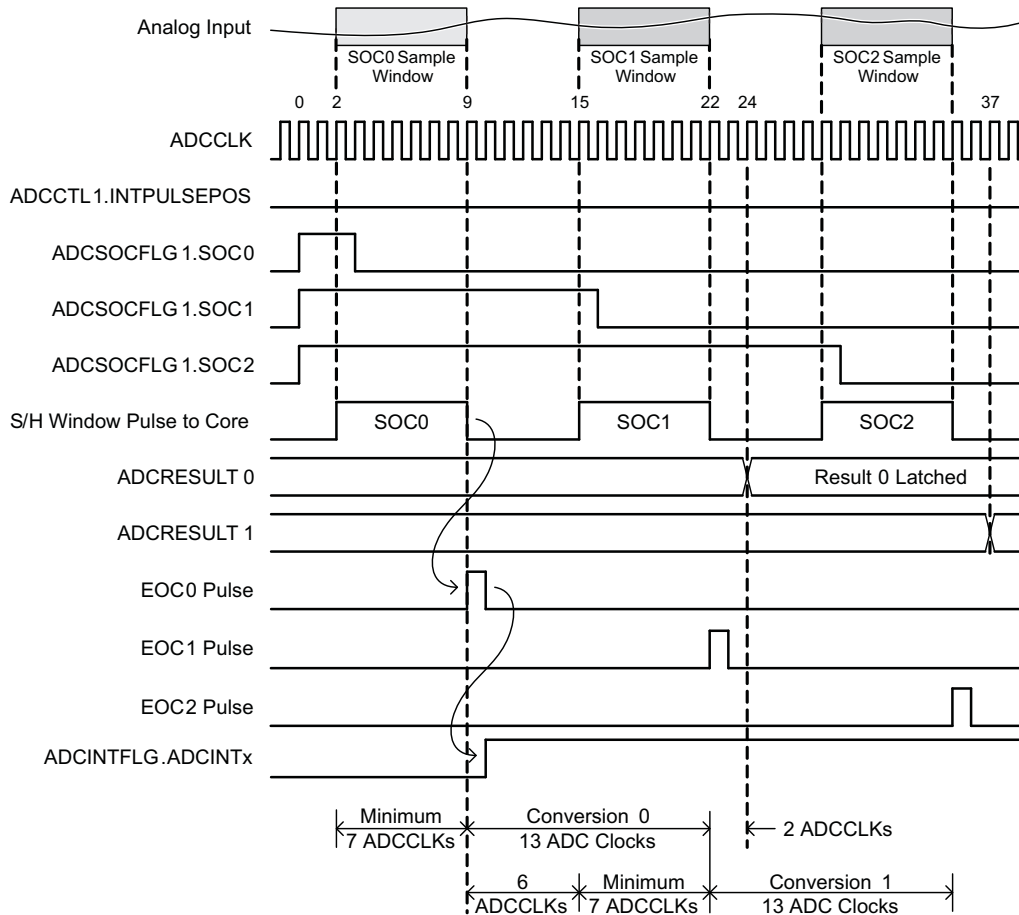 Analog Input
SOC0 Sample
Window
SOC1 Sample
Window
SOC2 Sample
Window
0 2 9 15 22 24 37
ADCCLK
ADCCTL1.INTPULSEPOS
ADCSOCFLG 1.SOC0
ADCSOCFLG 1.SOC1
ADCSOCFLG 1.SOC2
S/H Window Pulse to Core
SOC0 SOC1 SOC2
ADCRESULT 0
Result 0 Latched
ADCRESULT 1
EOC0 Pulse
EOC1 Pulse
EOC2 Pulse
ADCINTFLG.ADCINTx
Minimum
7 ADCCLKs
Conversion 0
13 ADC Clocks
2 ADCCLKs
6
ADCCLKs
Minimum
7 ADCCLKs
Conversion 1
13 ADC Clocks